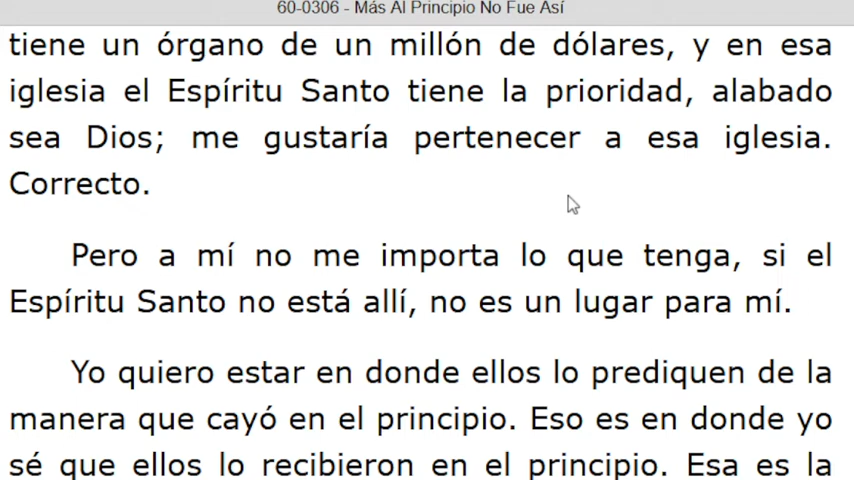 60-0306 - Más Al Principio No Fue Así
tiene un órgano de un millón de dólares, y en esa
iglesia el Espíritu Santo tiene la prioridad, alabado
sea Dios; me gustaría pertenecer a esa iglesia.
Correcto.
Pero a mí no me importa lo que tenga, si el
Espíritu Santo no está allí, no es un lugar para mí.
Yo quiero estar en donde ellos lo prediquen de la
manera que cayó en el principio. Eso es en donde yo
sé que ellos lo recibieron en el principio. Esa es la